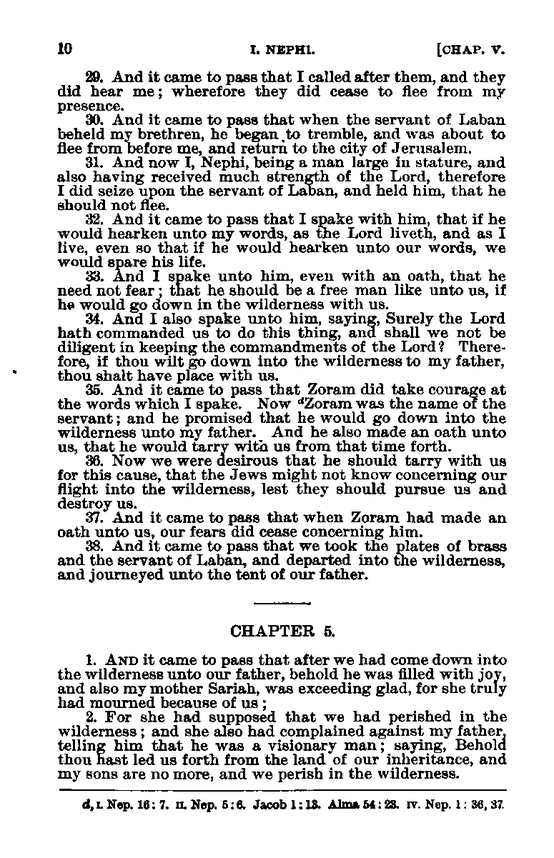 10 I. NEPHI. [CHAP. V.
29. And it came to pass that I called after them, and they
did hear me; wherefore they did cease to flee from my
presence.
30. And it came to pass that when the servant of Laban
beheld my brethren, he began to tremble, and was about to
flee from before me, and return to the city of Jerusalem.
31. And now I, Nephi, being a man large in stature, and
also having received much strength of the Lord, therefore
I did seize upon the servant of Laban, and held him, that he
should not flee.
32. And it came to pass that I spake with him, that if he
would hearken unto my words, as the Lord liveth, and as I
live, even so that if he would hearken unto our words, we
would spare his life.
33. And I spake unto him, even with an oath, that he
need not fear; that he should be a free man like unto us, if
he would go down in the wilderness with us.
34. And I also spake unto him, saying, Surely the Lord
hath commanded us to do this thing, and shall we not be
diligent in keeping the commandments of the Lord? There-
fore, if thou wilt go down into the wilderness to my father,
thou shalt have place with us.
35. And it came to pass that Zoram did take courage at
the words which I spake. Now dZoram was the name of the
servant; and he promised that he would go down into the
wilderness unto my father. And he also made an oath unto
us, that he would tarry with us from that time forth.
36. Now we were desirous that he should tarry with us
for this cause, that the Jews might not know concerning our
flight into the wilderness, lest they should pursue us and
destroy us.
37. And it came to pass that when Zoram had made an
oath unto us, our fears did cease concerning him.
38. And it came to pass that we took the plates of brass
and the servant of Laban, and departed into the wilderness,
and journeyed unto the tent of our father.
CHAPTER 5.
1. AND it came to pass that after we had come down into
the wilderness unto our father, behold he was filled with joy,
and also my mother Sariah, was exceeding glad, for she truly
had mourned because of us;
2. For she had supposed that we had perished in the
wilderness; and she also had complained against my father,
telling him that he was a visionary man; saying, Behold
thou hast led us forth from the land of our inheritance, and
my sons are no more, and we perish in the wilderness.
d, I. Nep. 16: 7. II. Nep. 5: 6. Jacob 1: 13. Alma 54: 23. IV. Nep. 1: 36, 37.